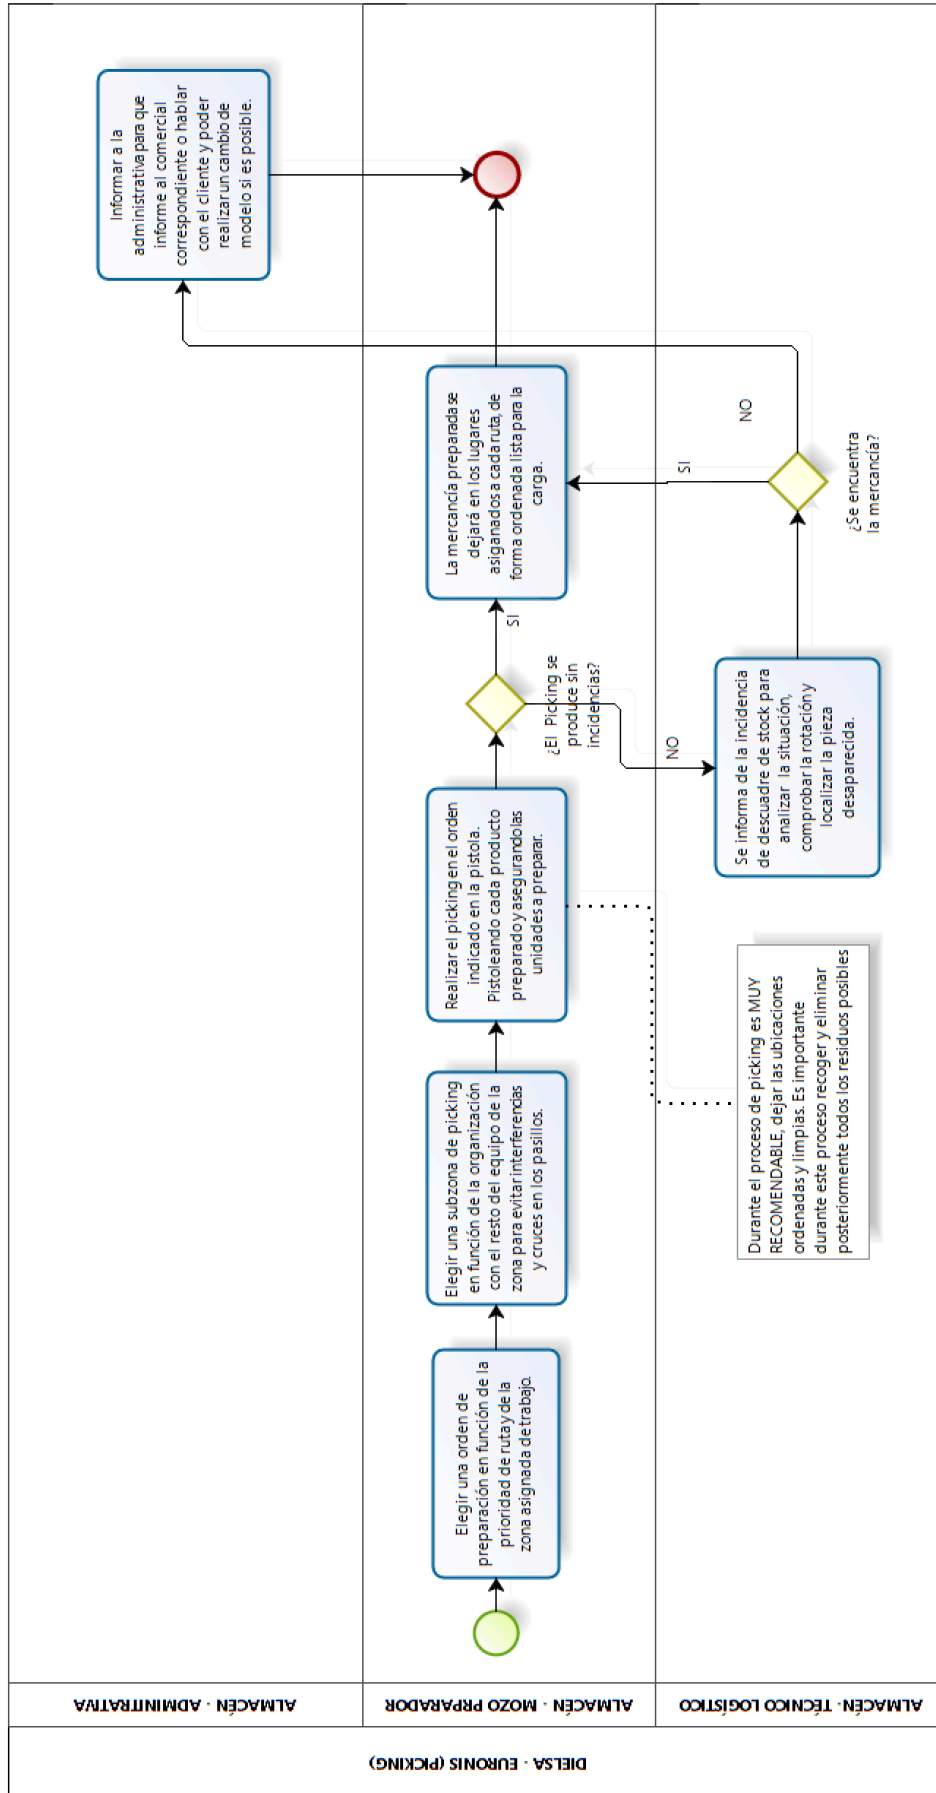 DIELSA - EURONIS (PICKING)
ALMACÉN - ADMINITRATIVA
ALMACÉN - MOZO PRPARADOR
ALMACÉN- TÉCNICO LOGÍSTICO
Elegir una orden de
preparación en función de la
prioridad de ruta y de la
zona asignada de trabajo.
Elegir una subzona de picking
en función de la organización
con el resto del equipo de la
zona para evitar interferencias
y cruces en los pasillos.
Realizar el picking en el orden
indicado en la pistola.
Pistoleando cada producto
preparado y asegurando las
unidades a preparar.
Durante el proceso de picking es MUY
RECOMENDABLE, dejar las ubicaciones
ordenadas y limpias. Es importante
durante este proceso recoger y eliminar
posteriormente todos los residuos posibles
¿El Picking se
produce sin
incidencias?
SI
NO
Se informa de la incidencia
de descuadre de stock para
analizar la situación,
comprobar la rotación y
localizar la pieza
desaparecida.
¿Se encuentra
la mercancía?
SI
NO
La mercancía preparada se
dejará en los lugares
asiganados a cada ruta, de
forma ordenada lista para la
carga.
Informar a la
administrativa para que
informe al comercial
correspondiente o hablar
con el cliente y poder
realizar un cambio de
modelo si es posible.